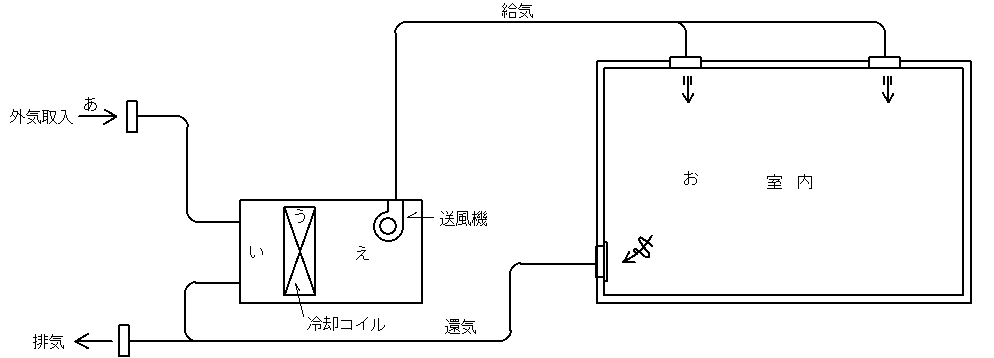 給気
外気取入
あ
お
室内
い
う
え
送風機
冷却コイル
還気
排気